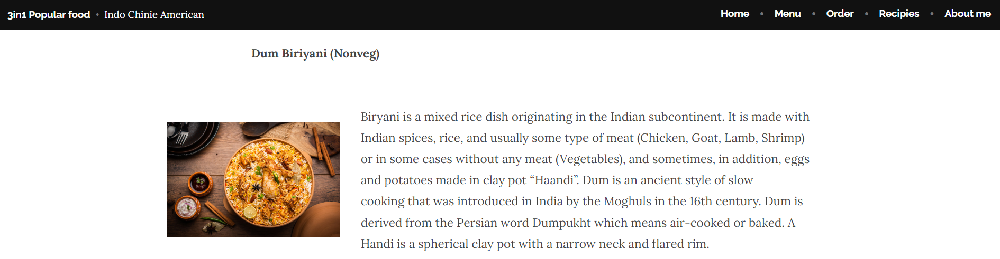 3in1 Popular food • Indo Chinie American
Home • Menu • Order • Recipies • About me
Dum Biriyani (Nonveg)
Biryani is a mixed rice dish originating in the Indian subcontinent. It is made with
Indian spices, rice, and usually some type of meat (Chicken, Goat, Lamb, Shrimp)
or in some cases without any meat (Vegetables), and sometimes, in addition, eggs
and potatoes made in clay pot “Haandi”. Dum is an ancient style of slow
cooking that was introduced in India by the Moghuls in the 16th century. Dum is
derived from the Persian word Dumpukht which means air-cooked or baked. A
Handi is a spherical clay pot with a narrow neck and flared rim.